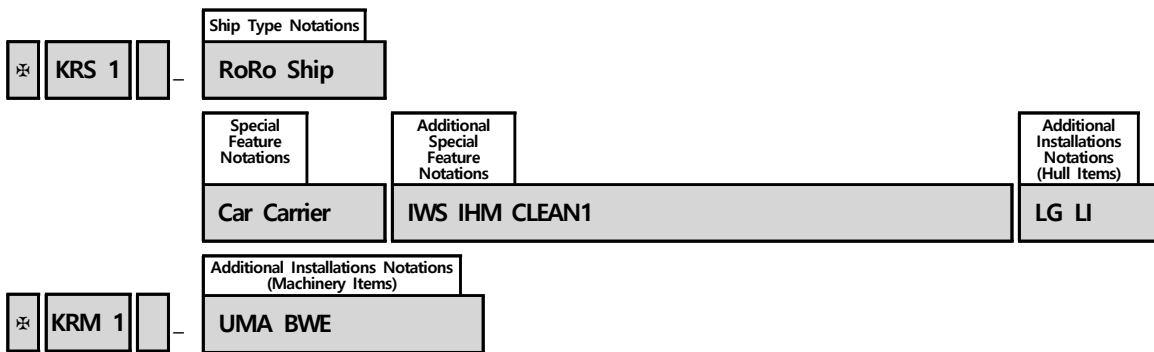 Ship Type Notations
✠ KRS 1 _ RoRo Ship
Special
Feature
Notations
Additional
Special
Feature
Notations
Additional
Installations
Notations
(Hull Items)
Car Carrier IWS IHM CLEAN1 LG LI
Additional Installations Notations
(Machinery Items)
✠ KRM 1 _ UMA BWE